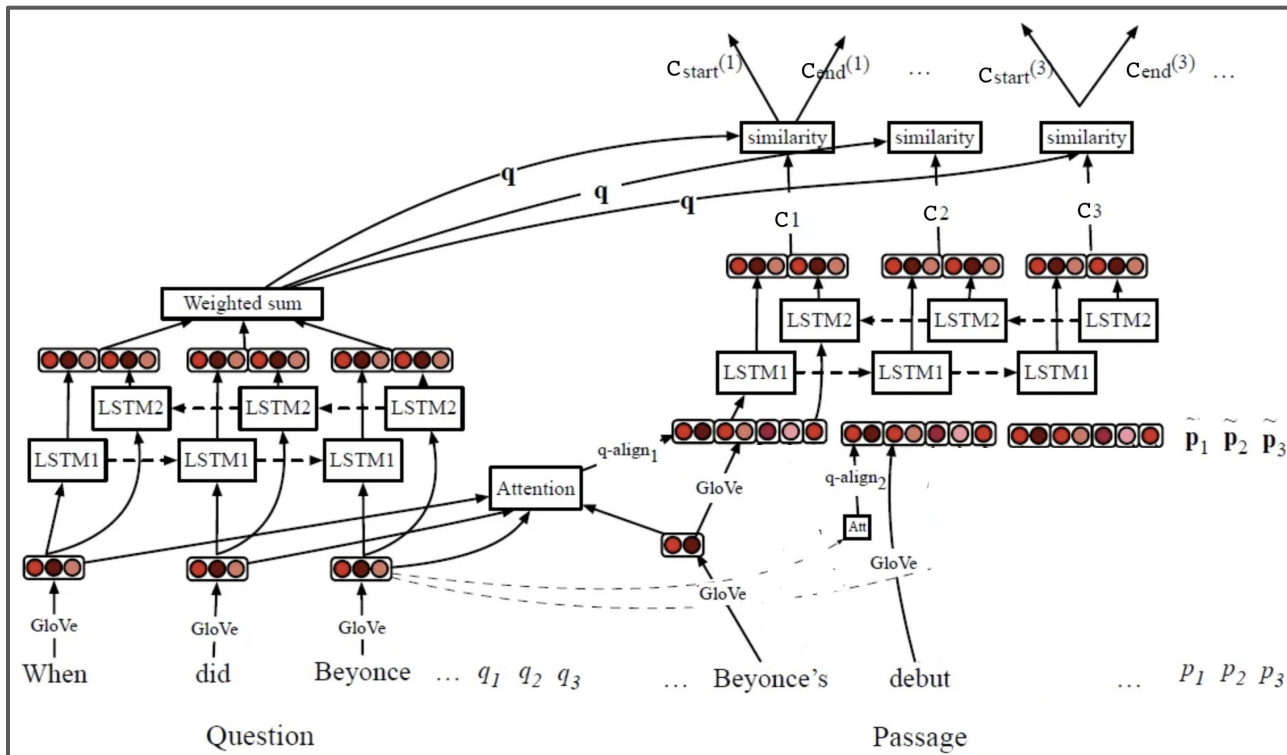 Cstart(1) Cend(1) ... Cstart(3) Cend(3) ...
similarity similarity similarity
q
q
q
C1 C2 C3
Weighted sum
LSTM2 LSTM2 LSTM2
LSTM1 LSTM1 LSTM1
LSTM2 LSTM2 LSTM2
LSTM1 LSTM1 LSTM1
q-align1
p̃1 p̃2 p̃3
Attention
GloVe
q-align2
Att
GloVe
GloVe
GloVe GloVe GloVe
When did Beyonce ... q1 q2 q3 ... Beyonce's debut ... p1 p2 p3
Question Passage